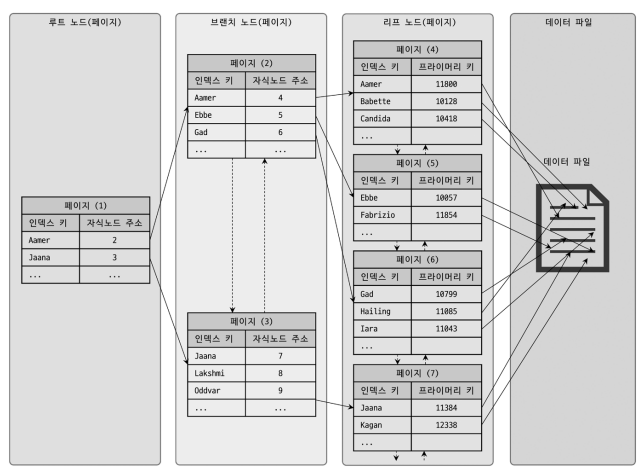 루트 노드(페이지)
페이지 (1)
인덱스 키 자식노드 주소
Aamer 2
Jaana 3
... ...
브랜치 노드(페이지)
페이지 (2)
인덱스 키 자식노드 주소
Aamer 4
Ebbe 5
Gad 6
... ...
페이지 (3)
인덱스 키 자식노드 주소
Jaana 7
Lakshmi 8
Oddvar 9
... ...
리프 노드(페이지)
페이지 (4)
인덱스 키 프라이머리 키
Aamer 11800
Babette 10128
Candida 10418
...
페이지 (5)
인덱스 키 프라이머리 키
Ebbe 10057
Fabrizio 11854
...
페이지 (6)
인덱스 키 프라이머리 키
Gad 10799
Hailing 11085
Iara 11043
...
페이지 (7)
인덱스 키 프라이머리 키
Jaana 11384
Kagan 12338
...
데이터 파일
데이터 파일